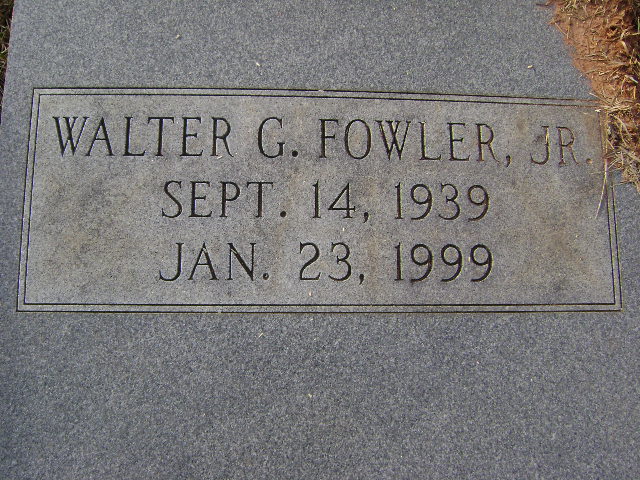 WALTER G. FOWLER, JR.
SEPT. 14, 1939
JAN. 23, 1999